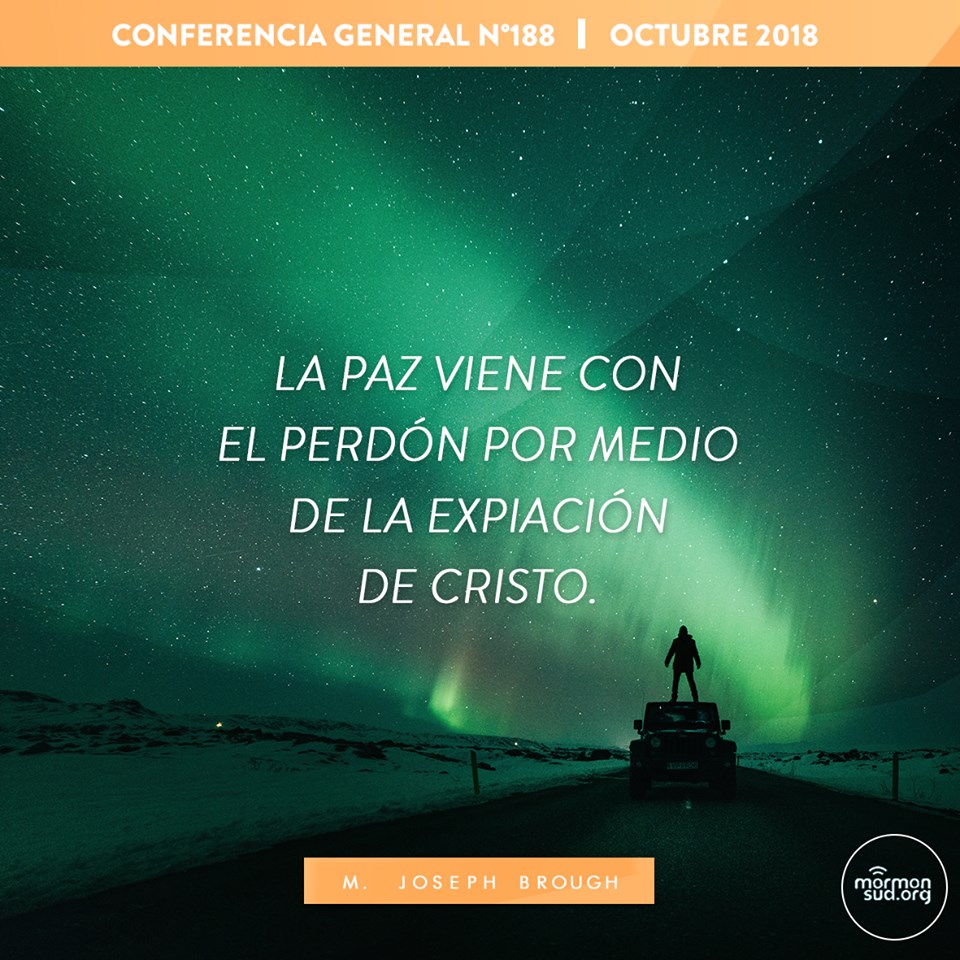 CONFERENCIA GENERAL N°188 | OCTUBRE 2018
LA PAZ VIENE CON
EL PERDÓN POR MEDIO
DE LA EXPIACIÓN
DE CRISTO.
M. JOSEPH BROUGH
mormon
sud.org